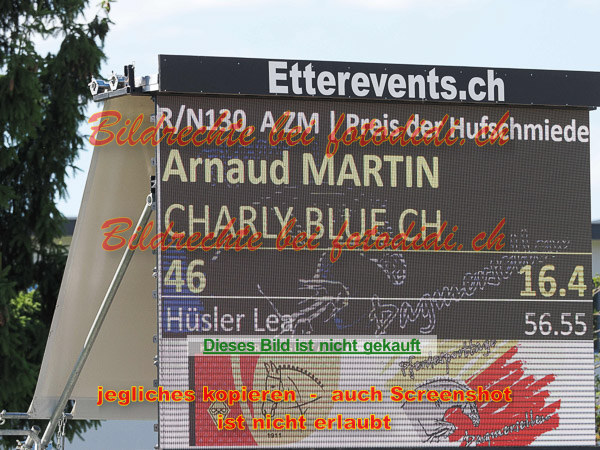 Etterevents.ch
R/N130, A ZM | Preis der Hufschmiede
Bildrechte bei fotodidi.ch
Arnaud MARTIN
CHARLY BLUE CH
Bildrechte bei fotodidi.ch
46 16.4
Hüsler Lea 56.55
Dieses Bild ist nicht gekauft
pferdesporttage
jegliches kopieren - auch Screenshot
ist nicht erlaubt
1911